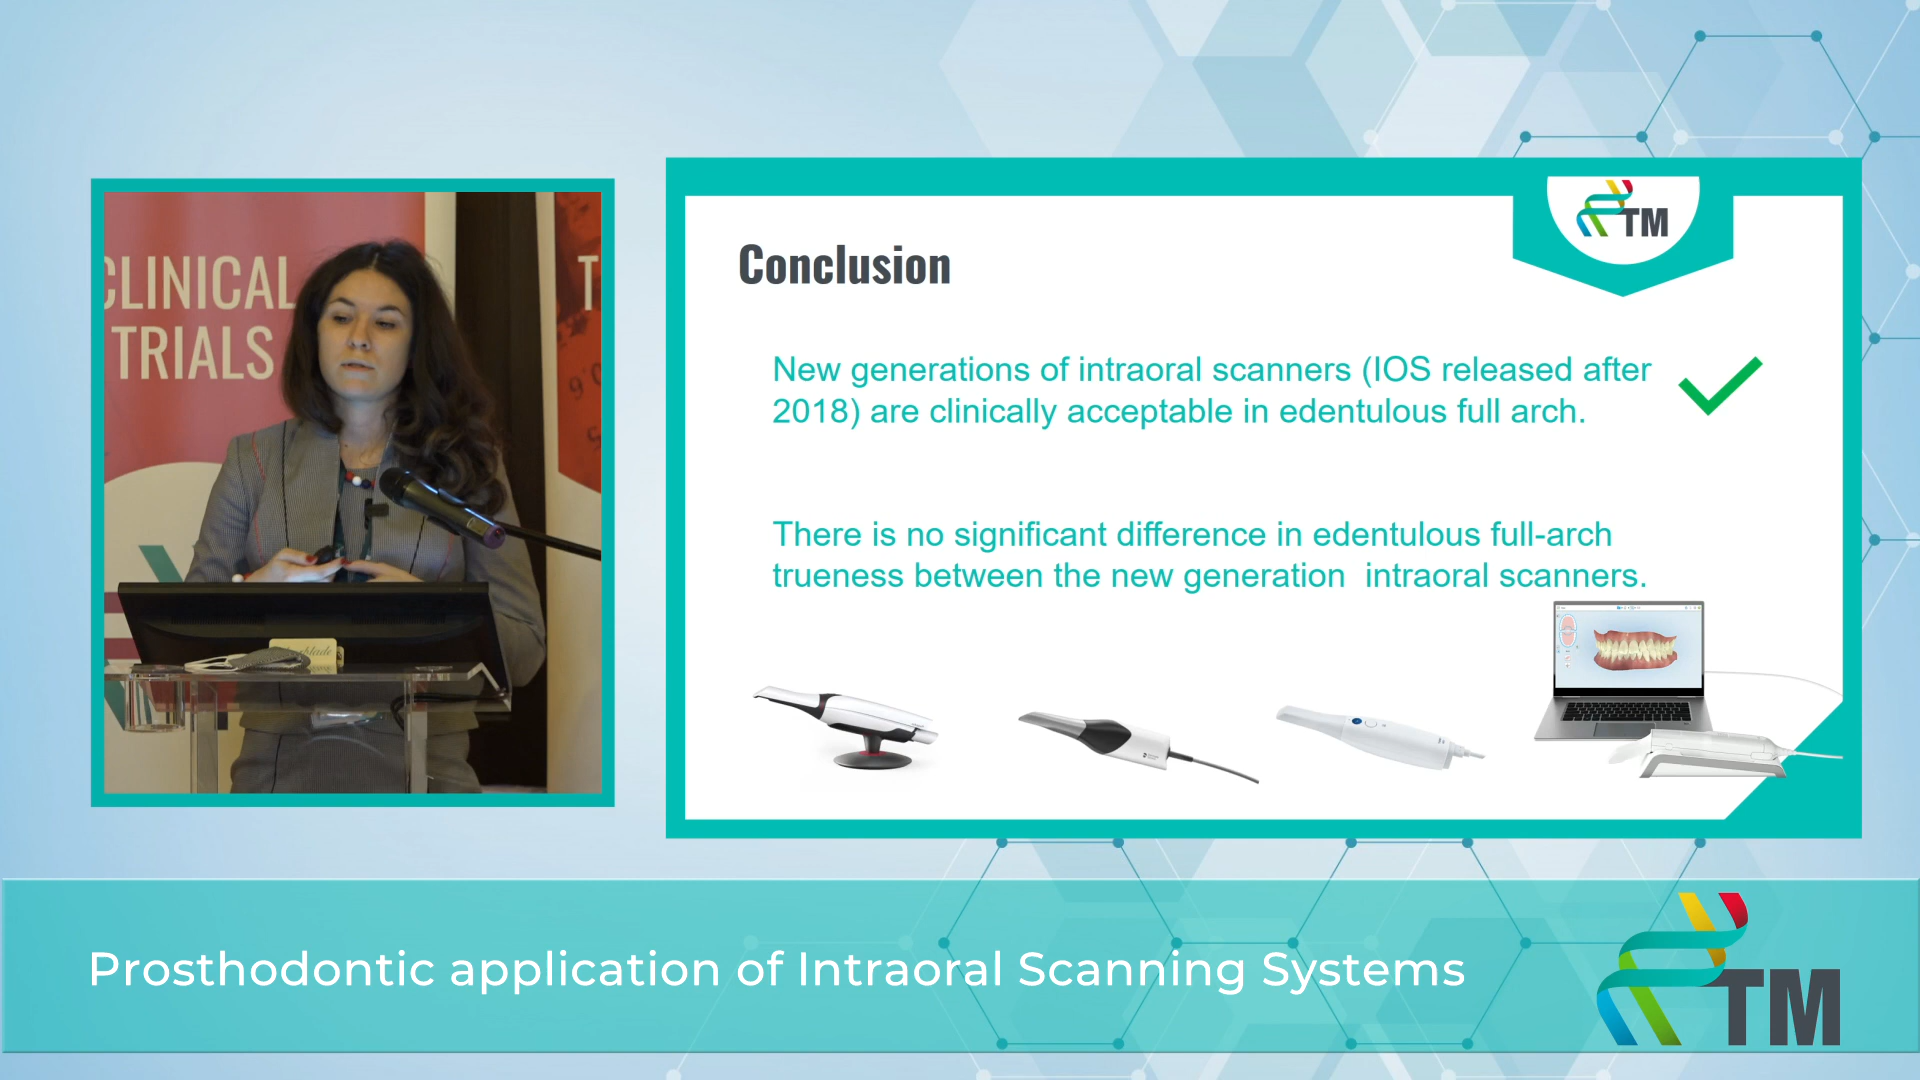 CLINICAL
TRIALS
T
TM
Conclusion
New generations of intraoral scanners (IOS released after
2018) are clinically acceptable in edentulous full arch.
There is no significant difference in edentulous full-arch
trueness between the new generation intraoral scanners.
Prosthodontic application of Intraoral Scanning Systems
TM